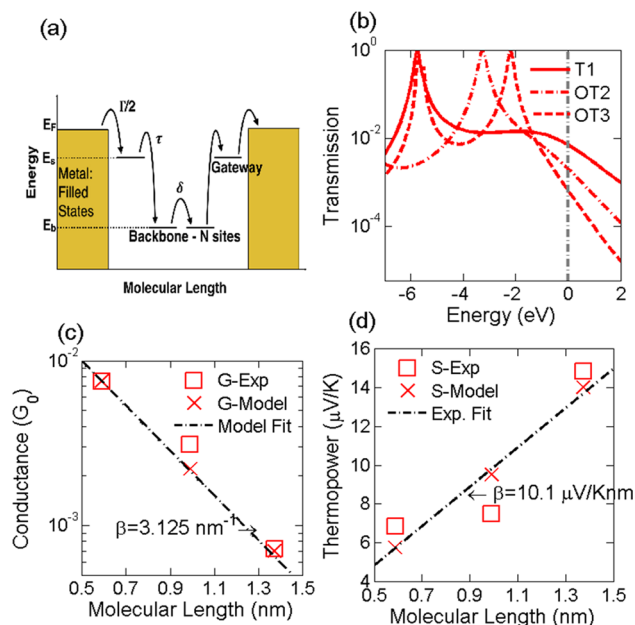 (a)
Γ/2
E_F
τ
E_s
Gateway
Energy
Metal:
Filled
States
δ
E_b
Backbone - N sites
Molecular Length
(b)
10^0
T1
OT2
OT3
10^-2
Transmission
10^-4
-6 -4 -2 0 2
Energy (eV)
(c)
10^-2
G-Exp
G-Model
Model Fit
Conductance (G_0)
β=3.125 nm^-1
10^-3
0.5 0.7 0.9 1.1 1.3 1.5
Molecular Length (nm)
(d)
16
S-Exp
14
S-Model
Exp. Fit
12
Thermopower (μV/K)
10
β=10.1 μV/Knm
8
6
4
0.5 0.7 0.9 1.1 1.3 1.5
Molecular Length (nm)